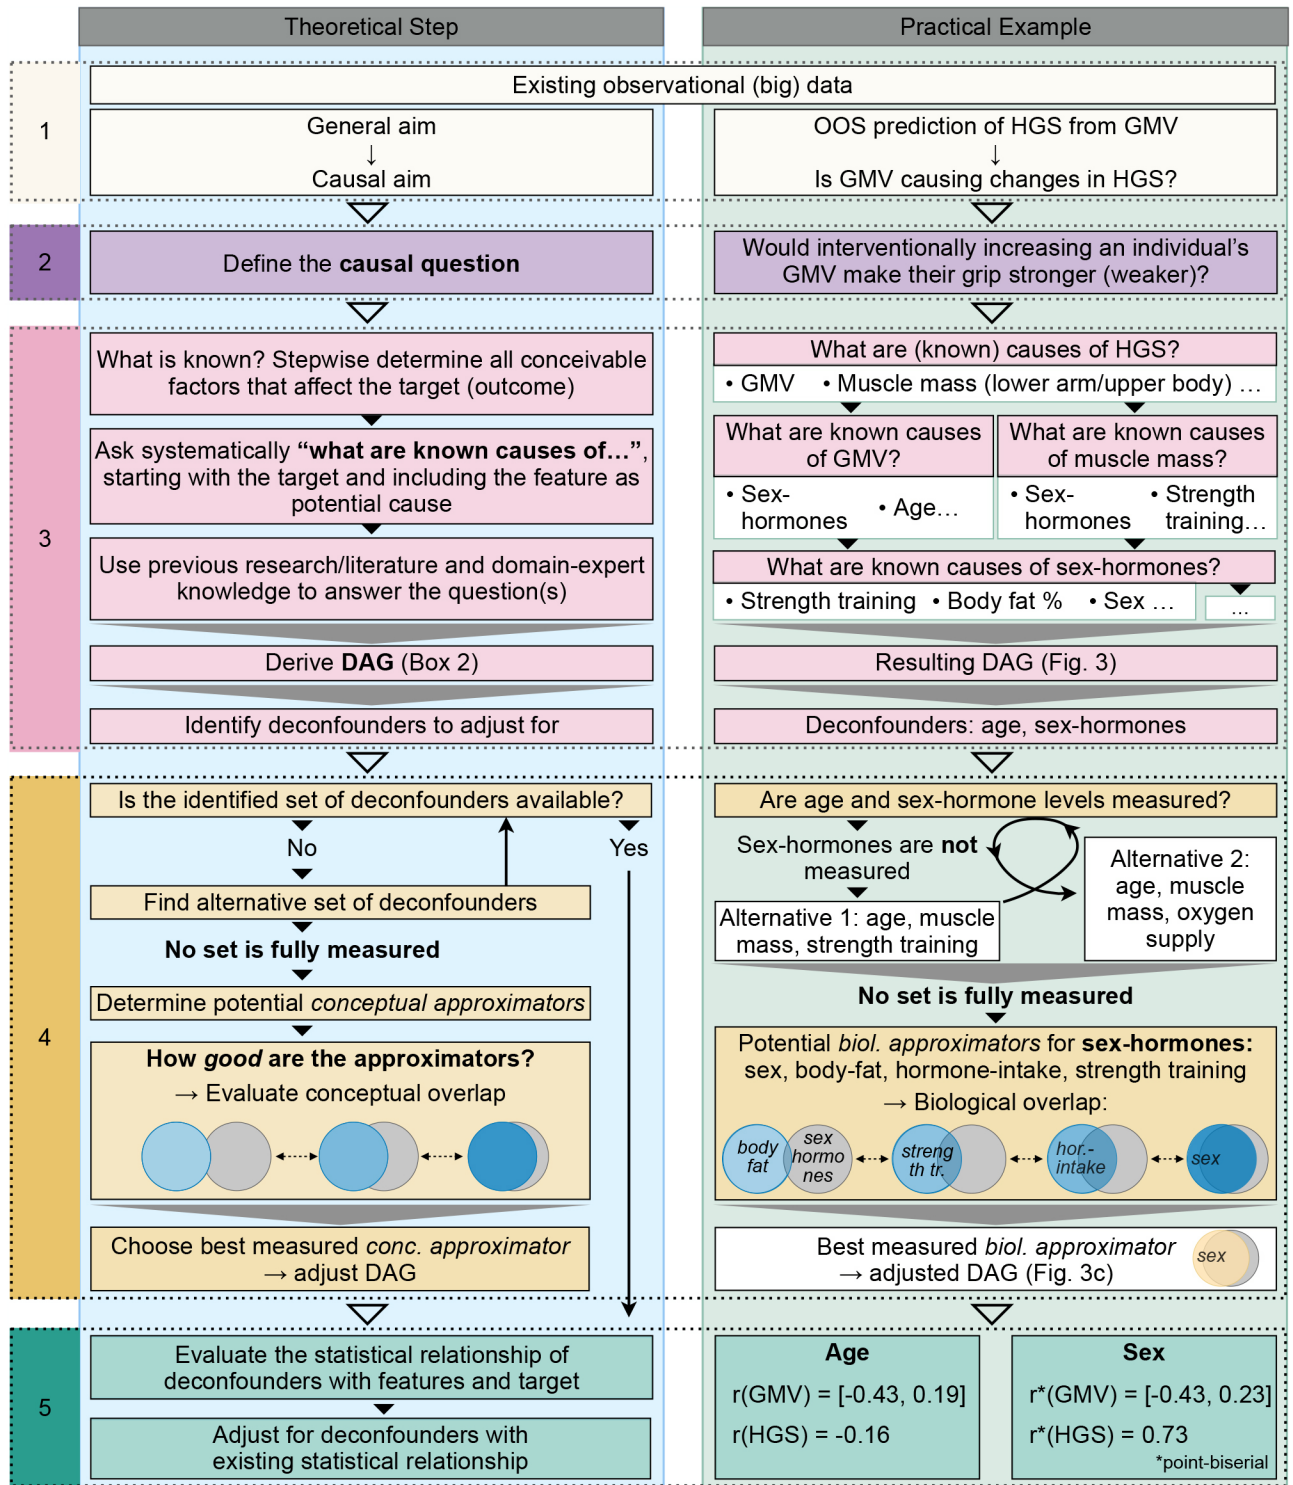 Theoretical Step
Practical Example
1
Existing observational (big) data
General aim
↓
Causal aim
OOS prediction of HGS from GMV
↓
Is GMV causing changes in HGS?
2
Define the causal question
Would interventionally increasing an individual's
GMV make their grip stronger (weaker)?
3
What is known? Stepwise determine all conceivable
factors that affect the target (outcome)
Ask systematically “what are known causes of…”,
starting with the target and including the feature as
potential cause
Use previous research/literature and domain-expert
knowledge to answer the question(s)
Derive DAG (Box 2)
Identify deconfounders to adjust for
What are (known) causes of HGS?
• GMV • Muscle mass (lower arm/upper body) …
What are known causes
of GMV?
• Sex-
hormones
• Age…
What are known causes
of muscle mass?
• Sex-
hormones
• Strength
training…
What are known causes of sex-hormones?
• Strength training • Body fat % • Sex …
…
Resulting DAG (Fig. 3)
Deconfounders: age, sex-hormones
4
Is the identified set of deconfounders available?
No
Yes
Find alternative set of deconfounders
No set is fully measured
Determine potential conceptual approximators
How good are the approximators?
→ Evaluate conceptual overlap
Choose best measured conc. approximator
→ adjust DAG
Are age and sex-hormone levels measured?
Sex-hormones are not
measured
Alternative 1: age, muscle
mass, strength training
Alternative 2:
age, muscle
mass, oxygen
supply
No set is fully measured
Potential biol. approximators for sex-hormones:
sex, body-fat, hormone-intake, strength training
→ Biological overlap:
body
fat
sex
hormo
nes
streng
th tr.
hor.-
intake
sex
Best measured biol. approximator
→ adjusted DAG (Fig. 3c)
sex
5
Evaluate the statistical relationship of
deconfounders with features and target
Adjust for deconfounders with
existing statistical relationship
Age
r(GMV) = [-0.43, 0.19]
r(HGS) = -0.16
Sex
r*(GMV) = [-0.43, 0.23]
r*(HGS) = 0.73
*point-biserial